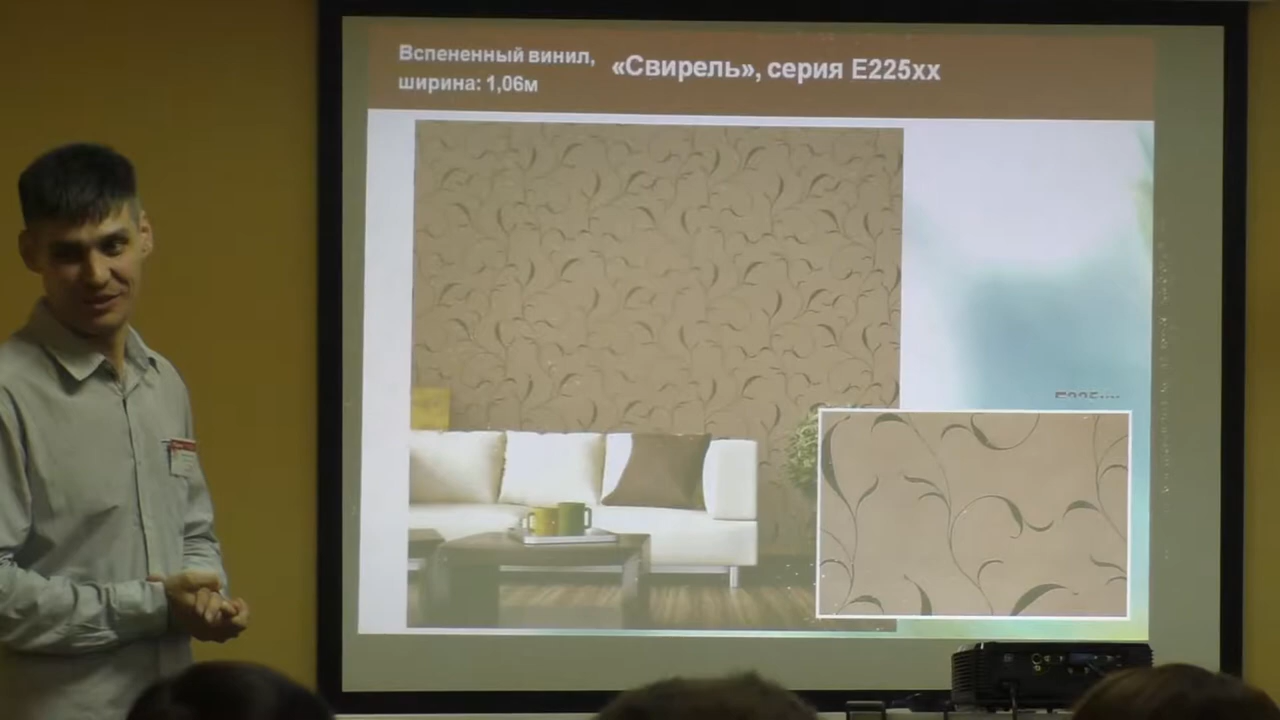 Вспененный винил,
ширина: 1,06м
«Свирель», серия Е225хх